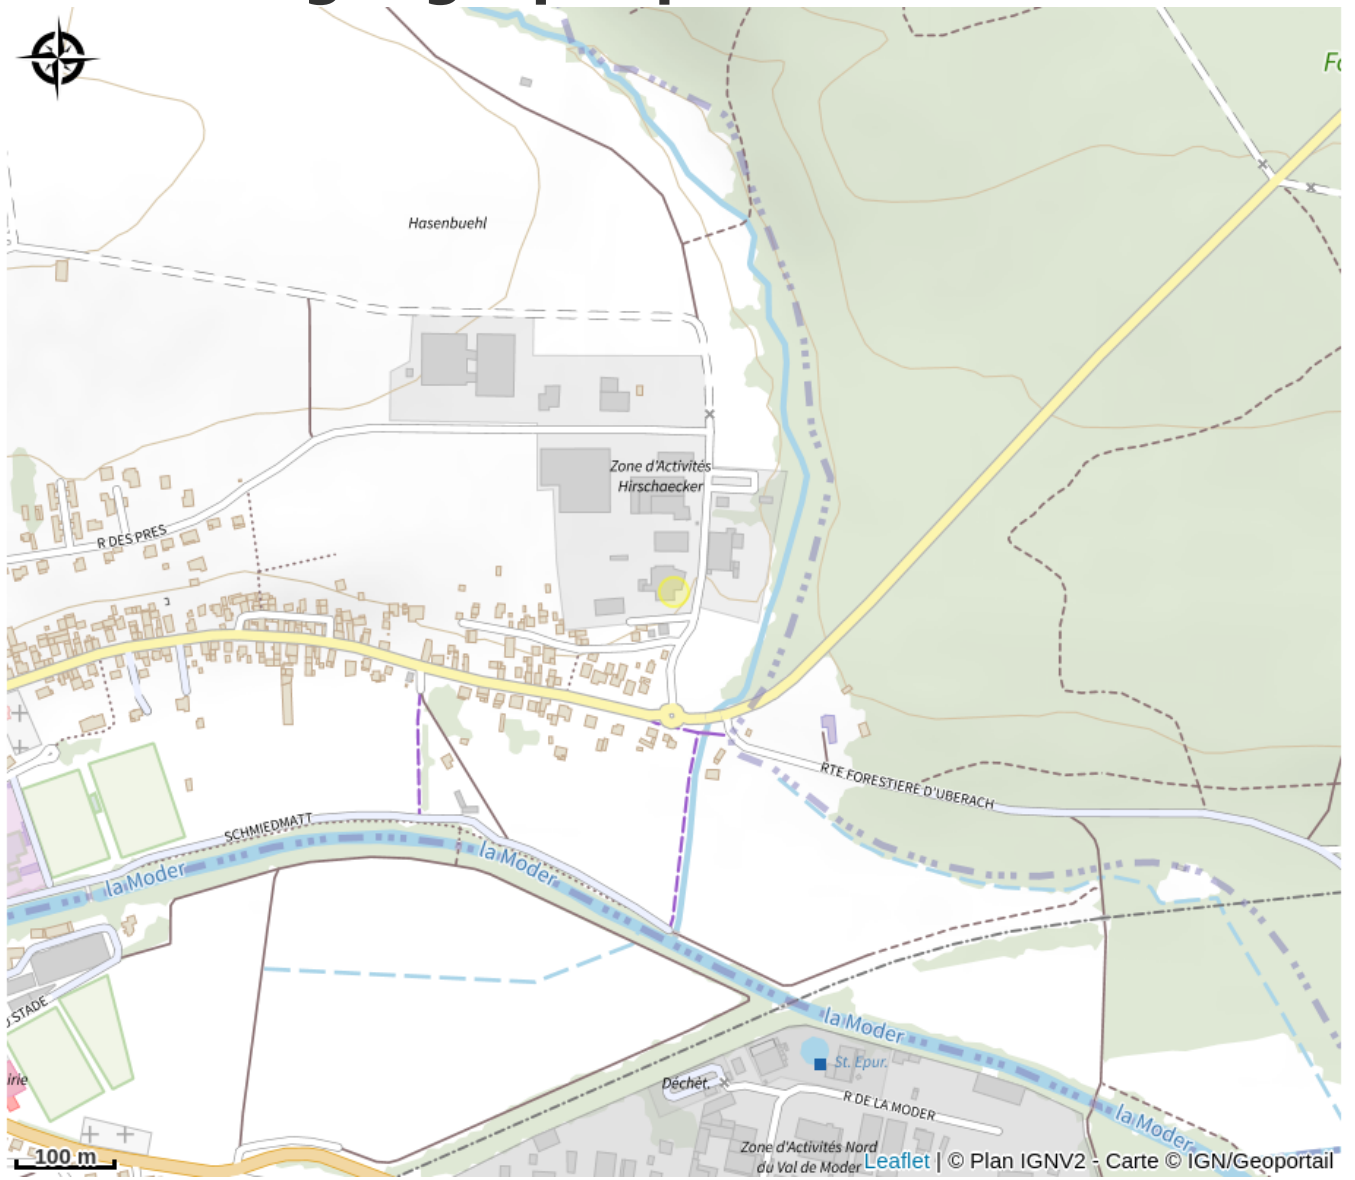 Hasenbuehl
Zone d'Activités
Hirschaecker
R DES PRES
RTE FORESTIERE D'UBERACH
SCHMIEDMATT
la Moder
la Moder
STADE
la Moder
St. Epur.
Déchèt.
R DE LA MODER
la Moder
Zone d'Activités Nord
du Val de Moder
100 m
Leaflet | © Plan IGNV2 - Carte © IGN/Geoportail